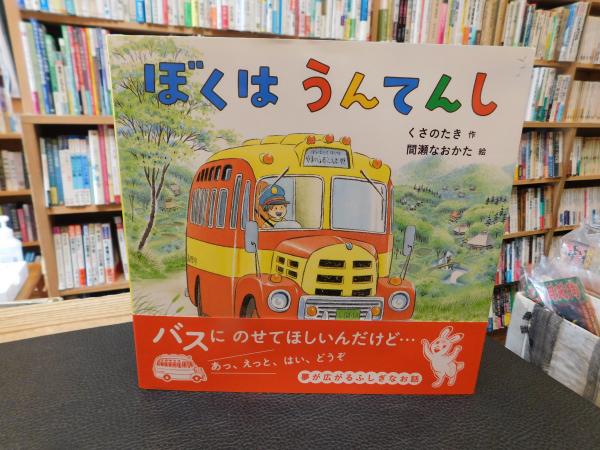 ぼくは うんてんし
くさのたき 作
間瀬なおかた 絵
バスに のせてほしいんだけど…
あっ、えっと、はい、どうぞ
夢が広がるふしぎなお話